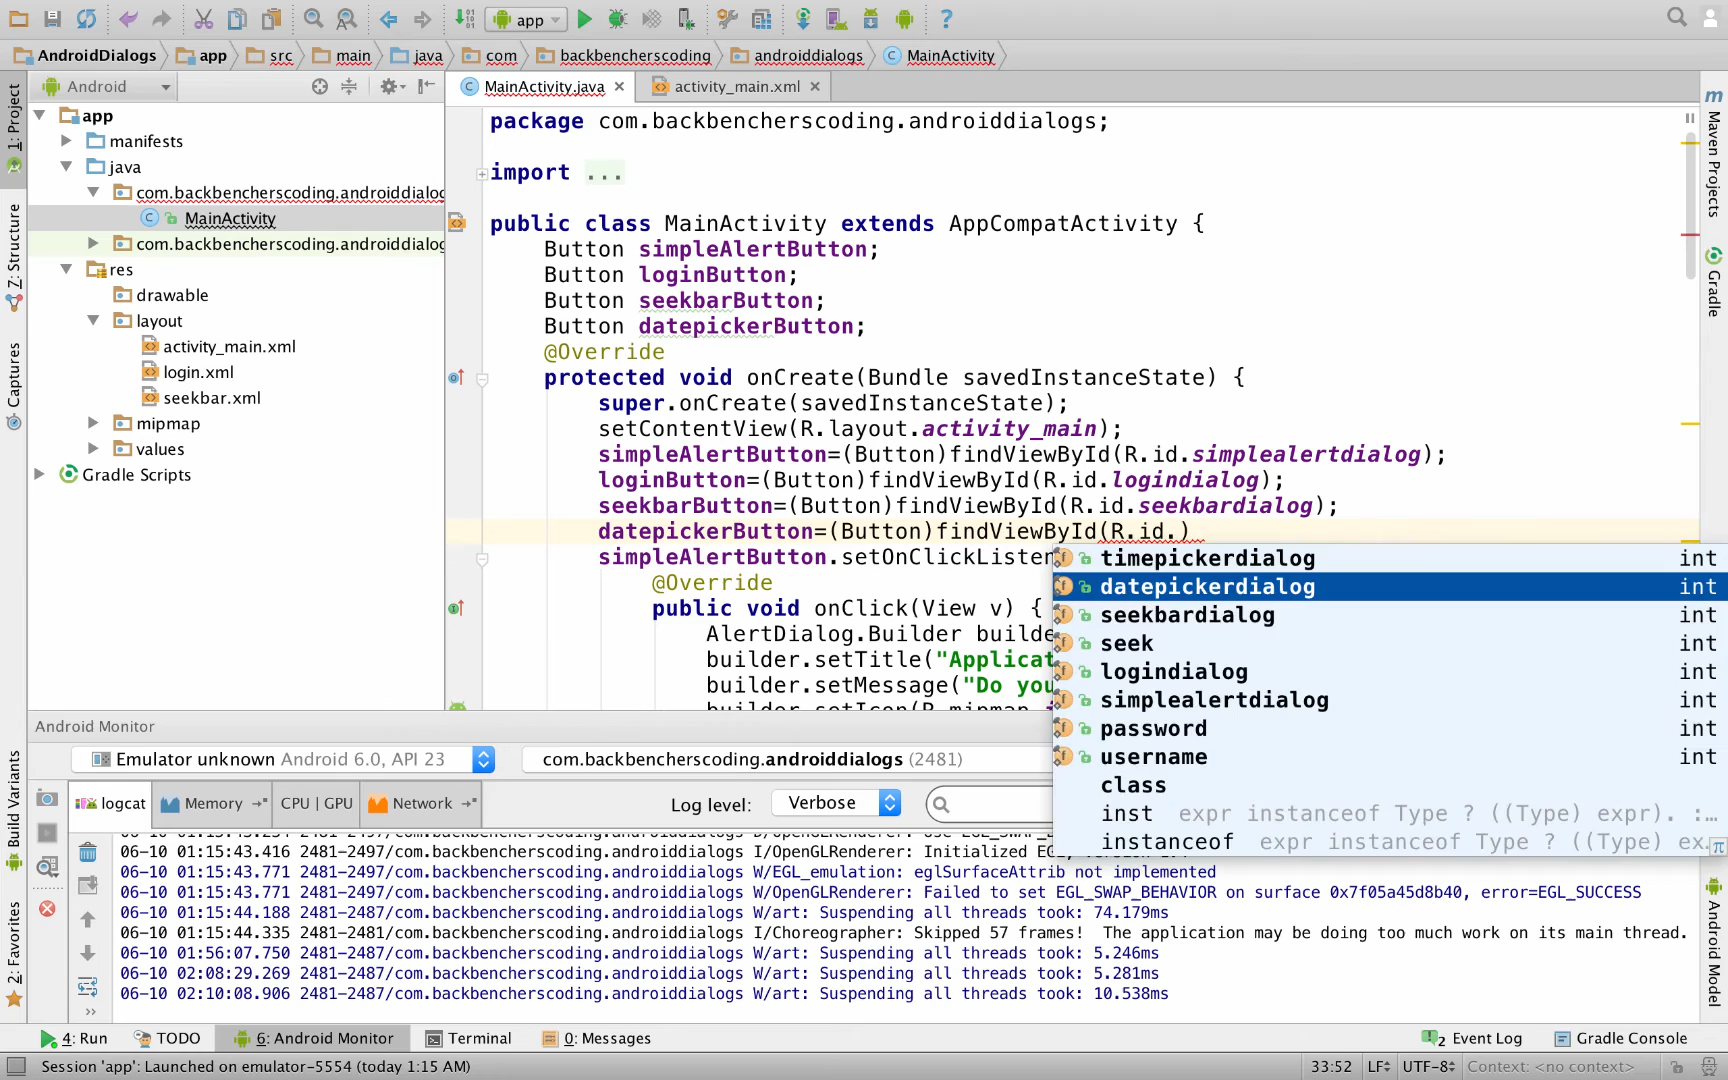 app
AndroidDialogs app src main java com backbencherscoding androiddialogs MainActivity
Android
MainActivity.java activity_main.xml
1: Project
Z: Structure
Captures
Build Variants
2: Favorites
app
manifests
java
com.backbencherscoding.androiddialog
MainActivity
com.backbencherscoding.androiddialog
res
drawable
layout
activity_main.xml
login.xml
seekbar.xml
mipmap
values
Gradle Scripts
package com.backbencherscoding.androiddialogs;
import ...
public class MainActivity extends AppCompatActivity {
Button simpleAlertButton;
Button loginButton;
Button seekbarButton;
Button datepickerButton;
@Override
protected void onCreate(Bundle savedInstanceState) {
super.onCreate(savedInstanceState);
setContentView(R.layout.activity_main);
simpleAlertButton=(Button)findViewById(R.id.simplealertdialog);
loginButton=(Button)findViewById(R.id.logindialog);
seekbarButton=(Button)findViewById(R.id.seekbardialog);
datepickerButton=(Button)findViewById(R.id.)
simpleAlertButton.setOnClickListen
@Override
public void onClick(View v) {
AlertDialog.Builder builde
builder.setTitle("Applicat
builder.setMessage("Do you
timepickerdialog int
datepickerdialog int
seekbardialog int
seek int
logindialog int
simplealertdialog int
password int
username int
class
inst expr instanceof Type ? ((Type) expr). :...
instanceof expr instanceof Type ? ((Type) ex...
m Maven Projects
Gradle
Android Model
Android Monitor
Emulator unknown Android 6.0, API 23
com.backbencherscoding.androiddialogs (2481)
logcat Memory CPU | GPU Network
Log level: Verbose
06-10 01:15:43.416 2481-2497/com.backbencherscoding.androiddialogs I/OpenGLRenderer: Initialized EGL,
06-10 01:15:43.771 2481-2497/com.backbencherscoding.androiddialogs W/EGL_emulation: eglSurfaceAttrib not implemented
06-10 01:15:43.771 2481-2497/com.backbencherscoding.androiddialogs W/OpenGLRenderer: Failed to set EGL_SWAP_BEHAVIOR on surface 0x7f05a45d8b40, error=EGL_SUCCESS
06-10 01:15:44.188 2481-2487/com.backbencherscoding.androiddialogs W/art: Suspending all threads took: 74.179ms
06-10 01:15:44.335 2481-2481/com.backbencherscoding.androiddialogs I/Choreographer: Skipped 57 frames! The application may be doing too much work on its main thread.
06-10 01:56:07.750 2481-2487/com.backbencherscoding.androiddialogs W/art: Suspending all threads took: 5.246ms
06-10 02:08:29.269 2481-2487/com.backbencherscoding.androiddialogs W/art: Suspending all threads took: 5.281ms
06-10 02:10:08.906 2481-2487/com.backbencherscoding.androiddialogs W/art: Suspending all threads took: 10.538ms
4: Run TODO 6: Android Monitor Terminal 0: Messages 2 Event Log Gradle Console
Session 'app': Launched on emulator-5554 (today 1:15 AM) 33:52 LF UTF-8 Context: <no context>